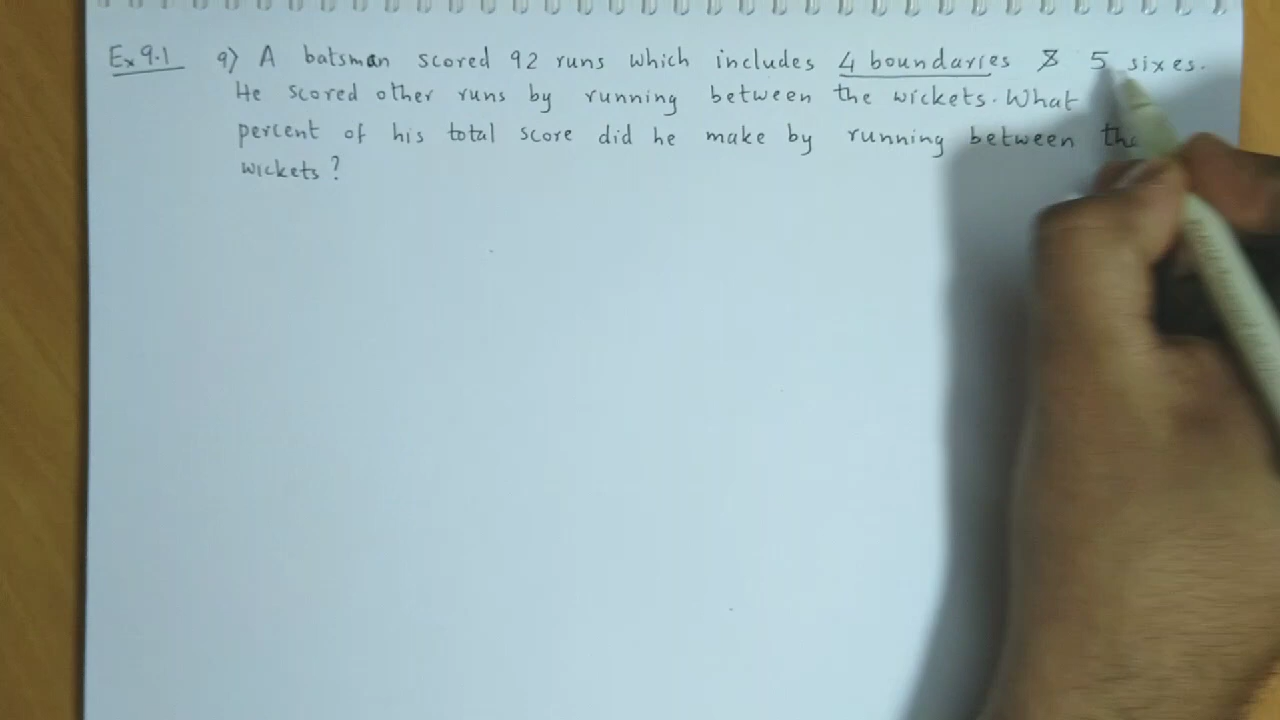 Ex 9.1 9) A batsman scored 92 runs which includes 4 boundaries & 5 sixes.
He scored other runs by running between the wickets. What
percent of his total score did he make by running between the
wickets ?